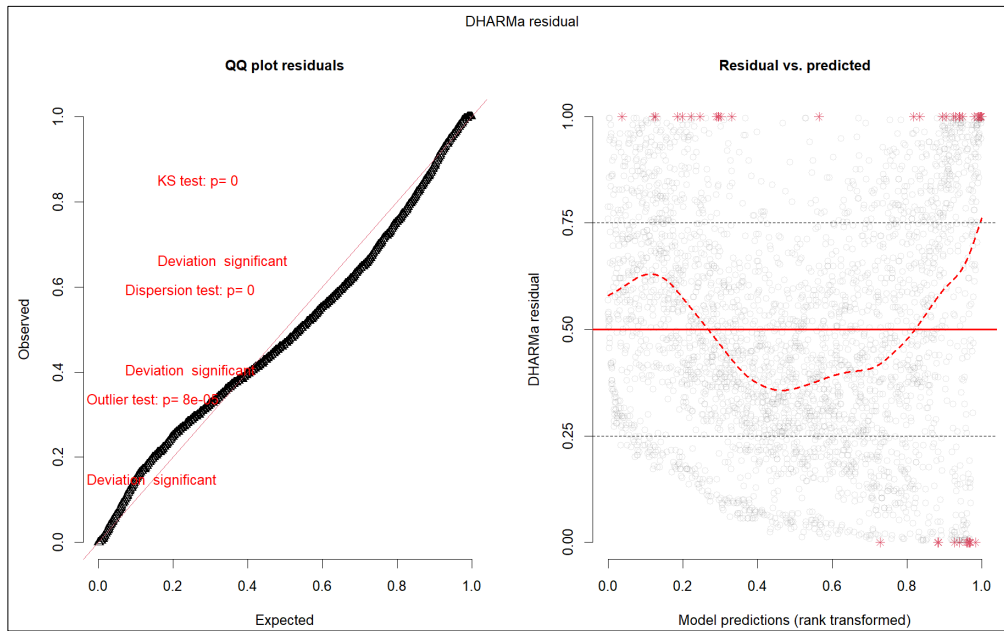 DHARMa residual
QQ plot residuals
Observed
1.0
0.8
0.6
0.4
0.2
0.0
KS test: p= 0
Deviation  significant
Dispersion test: p= 0
Deviation  significant
Outlier test: p= 8e-05
Deviation  significant
0.0 0.2 0.4 0.6 0.8 1.0
Expected
Residual vs. predicted
DHARMa residual
1.00
0.75
0.50
0.25
0.00
0.0 0.2 0.4 0.6 0.8 1.0
Model predictions (rank transformed)